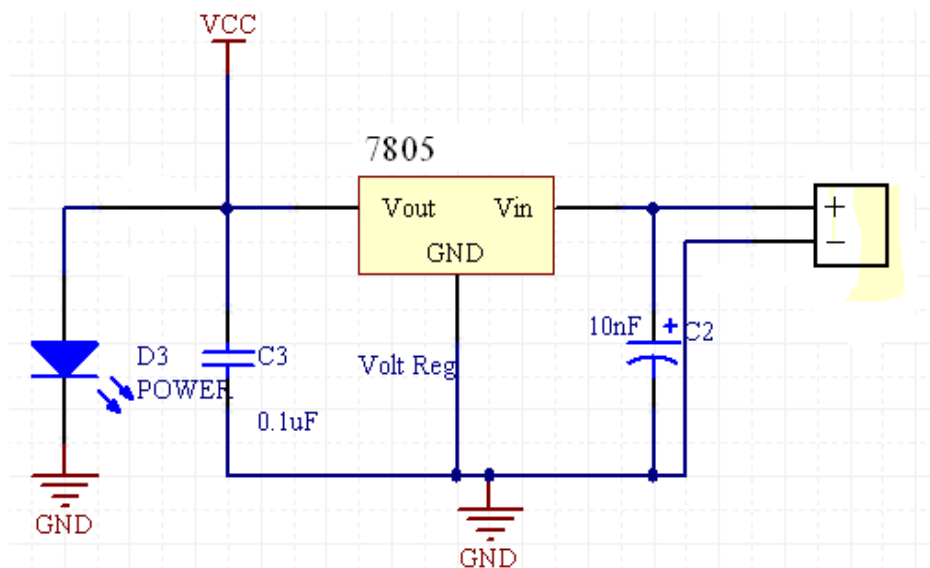 VCC
7805
Vout Vin
GND
+
−
10nF + C2
D3
POWER
C3
0.1uF
Volt Reg
GND
GND